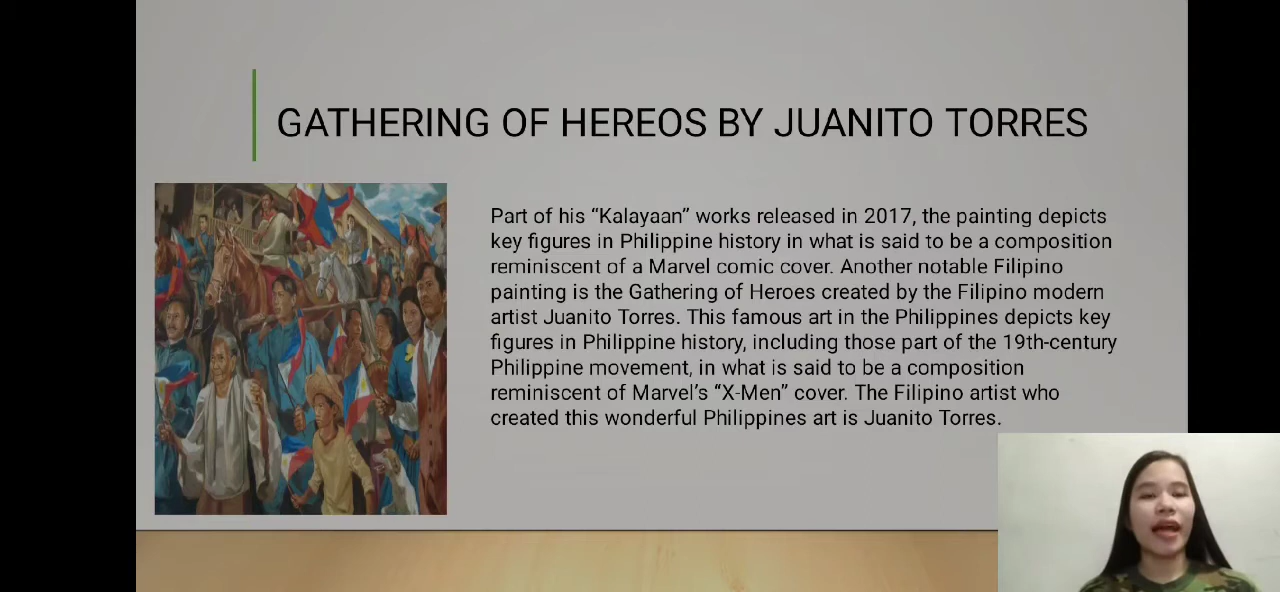 GATHERING OF HEREOS BY JUANITO TORRES
Part of his “Kalayaan” works released in 2017, the painting depicts
key figures in Philippine history in what is said to be a composition
reminiscent of a Marvel comic cover. Another notable Filipino
painting is the Gathering of Heroes created by the Filipino modern
artist Juanito Torres. This famous art in the Philippines depicts key
figures in Philippine history, including those part of the 19th-century
Philippine movement, in what is said to be a composition
reminiscent of Marvel’s “X-Men” cover. The Filipino artist who
created this wonderful Philippines art is Juanito Torres.